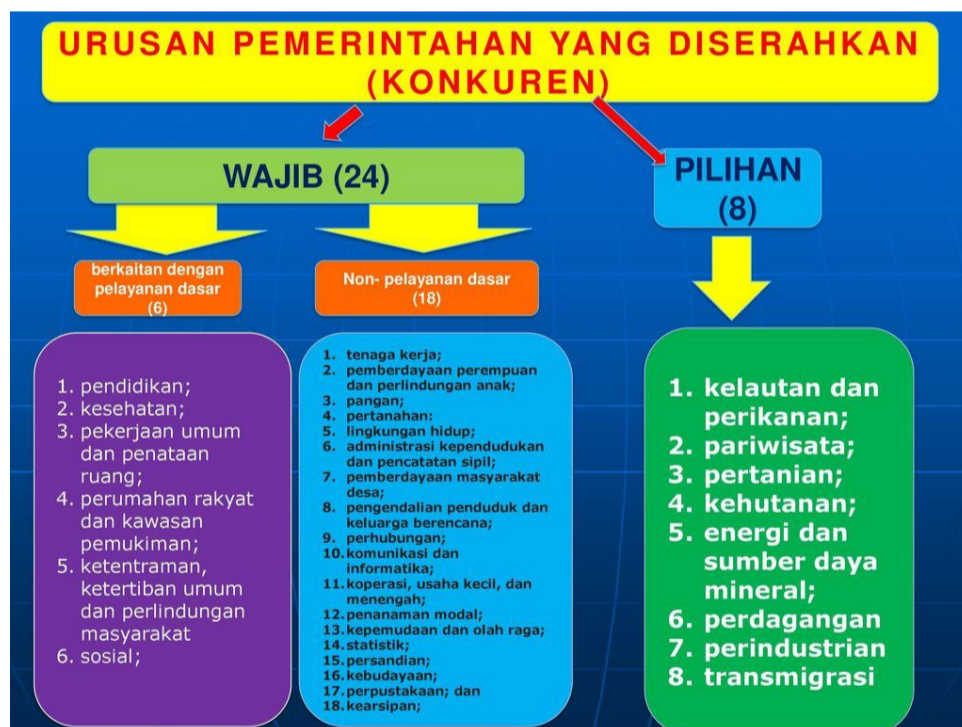 URUSAN PEMERINTAHAN YANG DISERAHKAN
(KONKUREN)
WAJIB (24)
PILIHAN
(8)
berkaitan dengan
pelayanan dasar
(6)
Non- pelayanan dasar
(18)
1. pendidikan;
2. kesehatan;
3. pekerjaan umum
dan penataan
ruang;
4. perumahan rakyat
dan kawasan
pemukiman;
5. ketentraman,
ketertiban umum
dan perlindungan
masyarakat
6. sosial;
1. tenaga kerja;
2. pemberdayaan perempuan
dan perlindungan anak;
3. pangan;
4. pertanahan:
5. lingkungan hidup;
6. administrasi kependudukan
dan pencatatan sipil;
7. pemberdayaan masyarakat
desa;
8. pengendalian penduduk dan
keluarga berencana;
9. perhubungan;
10. komunikasi dan
informatika;
11. koperasi, usaha kecil, dan
menengah;
12. penanaman modal;
13. kepemudaan dan olah raga;
14. statistik;
15. persandian;
16. kebudayaan;
17. perpustakaan; dan
18. kearsipan;
1. kelautan dan
perikanan;
2. pariwisata;
3. pertanian;
4. kehutanan;
5. energi dan
sumber daya
mineral;
6. perdagangan
7. perindustrian
8. transmigrasi